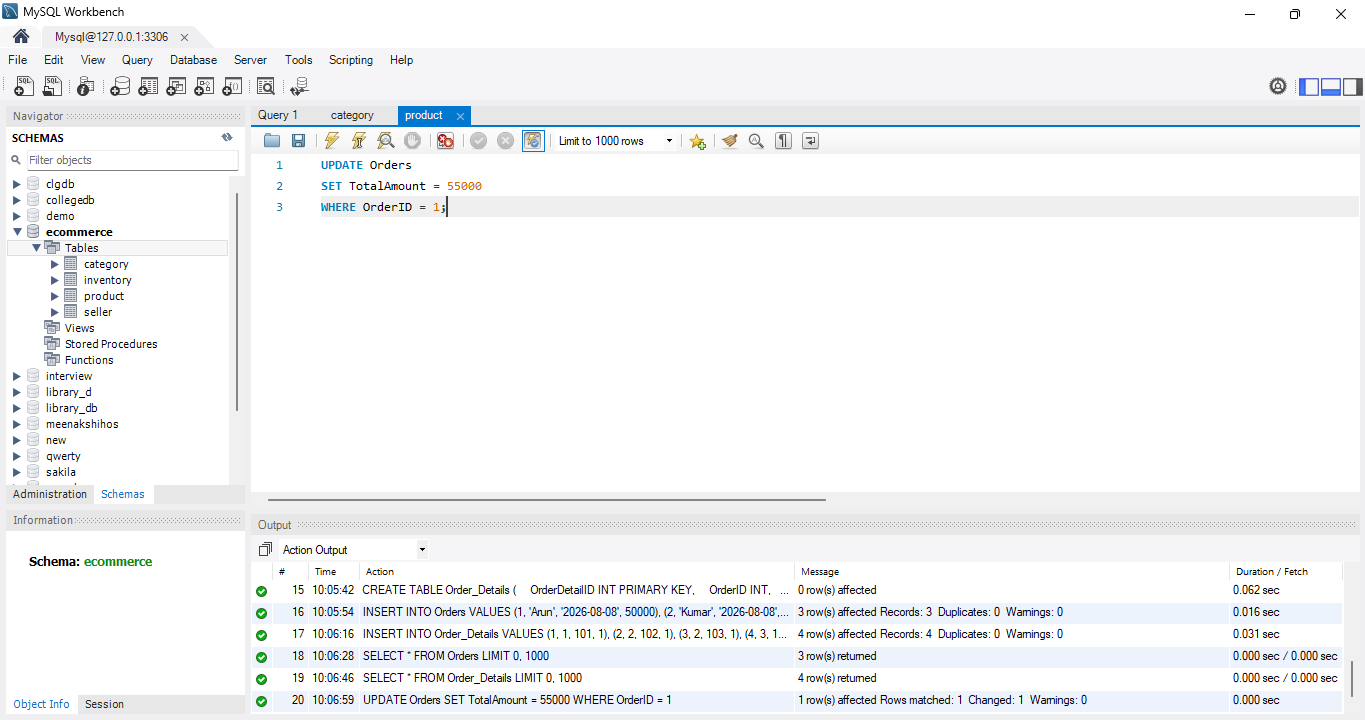 MySQL Workbench
Mysql@127.0.0.1:3306
File Edit View Query Database Server Tools Scripting Help
Navigator
SCHEMAS
Filter objects
clgdb
collegedb
demo
ecommerce
Tables
category
inventory
product
seller
Views
Stored Procedures
Functions
interview
library_d
library_db
meenakshihos
new
qwerty
sakila
Administration Schemas
Information
Schema: ecommerce
Object Info Session
Query 1 category product
Limit to 1000 rows
1 UPDATE Orders
2 SET TotalAmount = 55000
3 WHERE OrderID = 1;
Output
Action Output
# Time Action Message Duration / Fetch
15 10:05:42 CREATE TABLE Order_Details ( OrderDetailID INT PRIMARY KEY, OrderID INT, ... 0 row(s) affected 0.062 sec
16 10:05:54 INSERT INTO Orders VALUES (1, 'Arun', '2026-08-08', 50000), (2, 'Kumar', '2026-08-08',... 3 row(s) affected Records: 3 Duplicates: 0 Warnings: 0 0.016 sec
17 10:06:16 INSERT INTO Order_Details VALUES (1, 1, 101, 1), (2, 2, 102, 1), (3, 2, 103, 1), (4, 3, 1... 4 row(s) affected Records: 4 Duplicates: 0 Warnings: 0 0.031 sec
18 10:06:28 SELECT * FROM Orders LIMIT 0, 1000 3 row(s) returned 0.000 sec / 0.000 sec
19 10:06:46 SELECT * FROM Order_Details LIMIT 0, 1000 4 row(s) returned 0.000 sec / 0.000 sec
20 10:06:59 UPDATE Orders SET TotalAmount = 55000 WHERE OrderID = 1 1 row(s) affected Rows matched: 1 Changed: 1 Warnings: 0 0.000 sec